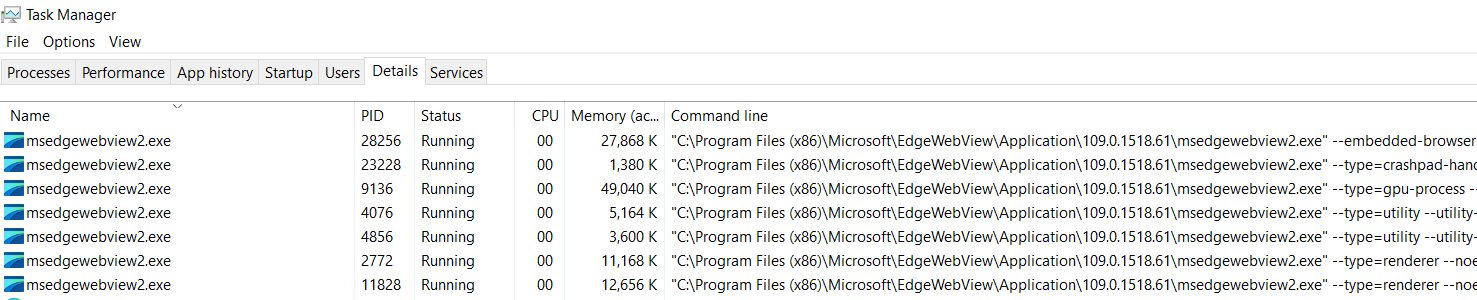 Task Manager
File Options View
Processes Performance App history Startup Users Details Services
Name PID Status CPU Memory (ac... Command line
msedgewebview2.exe 28256 Running 00 27,868 K "C:\Program Files (x86)\Microsoft\EdgeWebView\Application\109.0.1518.61\msedgewebview2.exe" --embedded-browser
msedgewebview2.exe 23228 Running 00 1,380 K "C:\Program Files (x86)\Microsoft\EdgeWebView\Application\109.0.1518.61\msedgewebview2.exe" --type=crashpad-hand
msedgewebview2.exe 9136 Running 00 49,040 K "C:\Program Files (x86)\Microsoft\EdgeWebView\Application\109.0.1518.61\msedgewebview2.exe" --type=gpu-process --
msedgewebview2.exe 4076 Running 00 5,164 K "C:\Program Files (x86)\Microsoft\EdgeWebView\Application\109.0.1518.61\msedgewebview2.exe" --type=utility --utility-
msedgewebview2.exe 4856 Running 00 3,600 K "C:\Program Files (x86)\Microsoft\EdgeWebView\Application\109.0.1518.61\msedgewebview2.exe" --type=utility --utility-
msedgewebview2.exe 2772 Running 00 11,168 K "C:\Program Files (x86)\Microsoft\EdgeWebView\Application\109.0.1518.61\msedgewebview2.exe" --type=renderer --noe
msedgewebview2.exe 11828 Running 00 12,656 K "C:\Program Files (x86)\Microsoft\EdgeWebView\Application\109.0.1518.61\msedgewebview2.exe" --type=renderer --noe